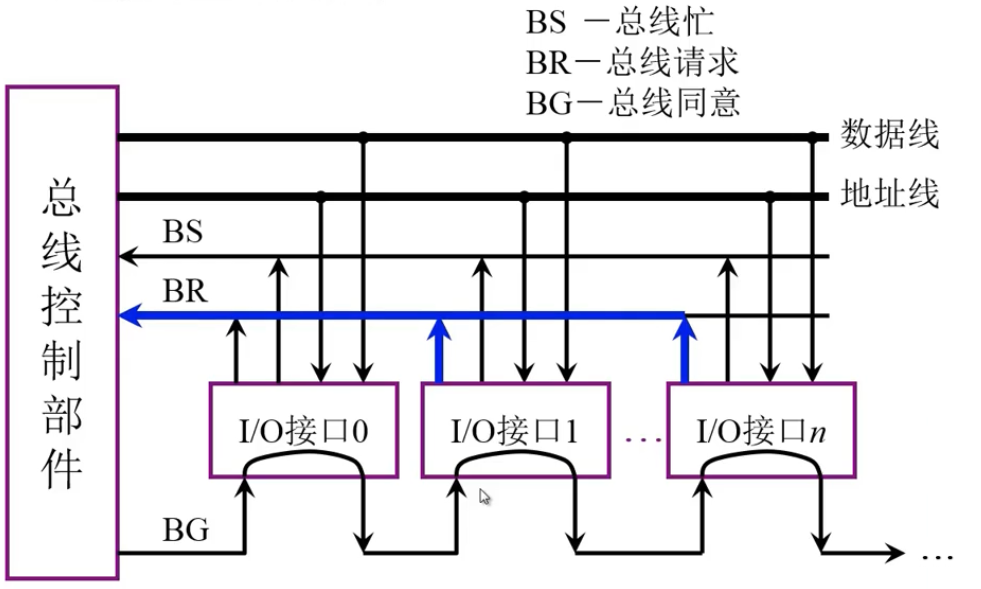 BS －总线忙
BR－总线请求
BG－总线同意
数据线
地址线
总线控制部件
BS
BR
I/O接口0
I/O接口1
…
I/O接口n
BG
…